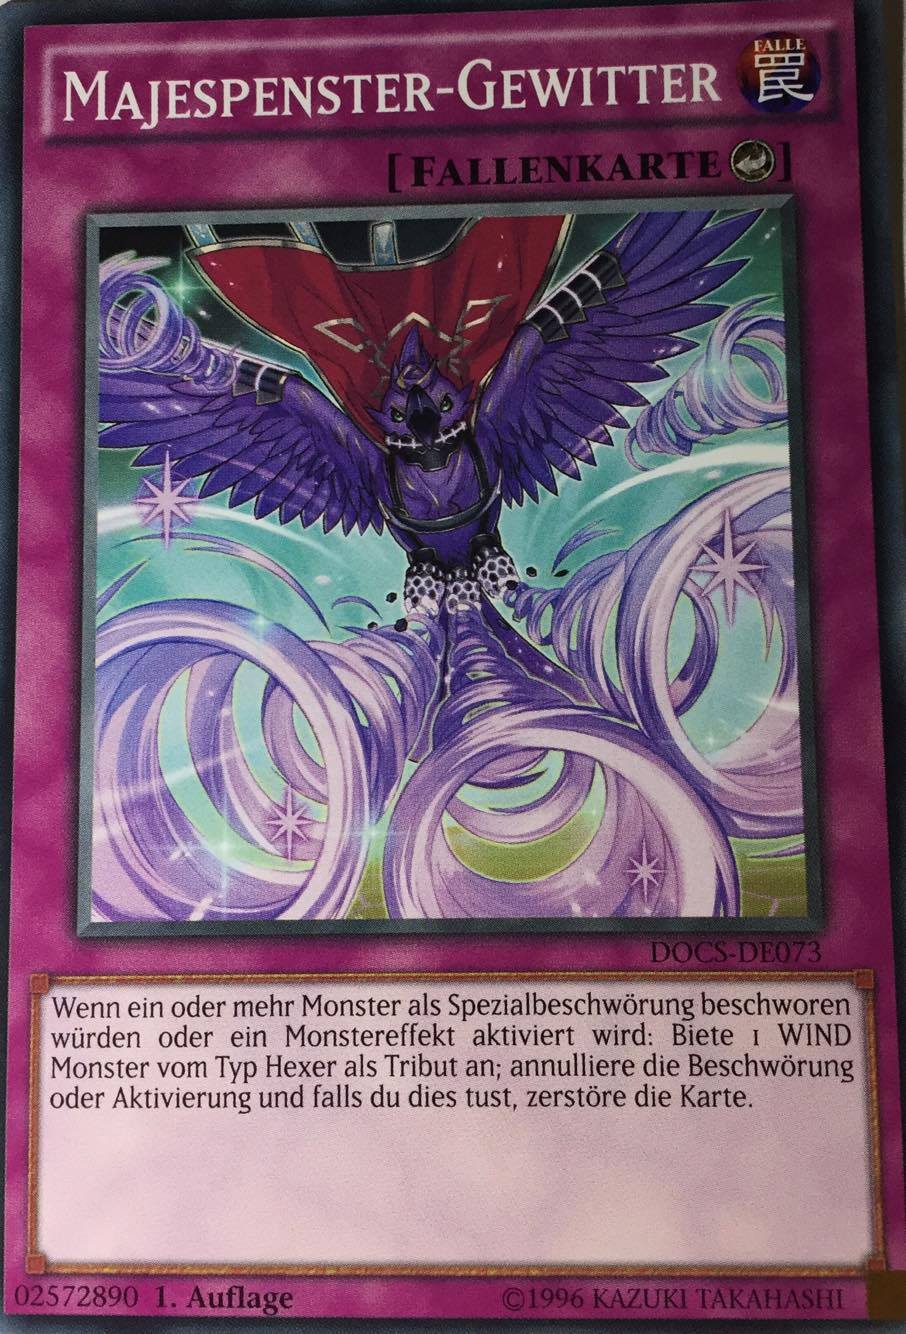 MAJESPENSTER-GEWITTER
FALLE
罠
[FALLENKARTE]
DOCS-DE073
Wenn ein oder mehr Monster als Spezialbeschwörung beschworen
würden oder ein Monstereffekt aktiviert wird: Biete 1 WIND
Monster vom Typ Hexer als Tribut an; annulliere die Beschwörung
oder Aktivierung und falls du dies tust, zerstöre die Karte.
02572890 1. Auflage ©1996 KAZUKI TAKAHASHI